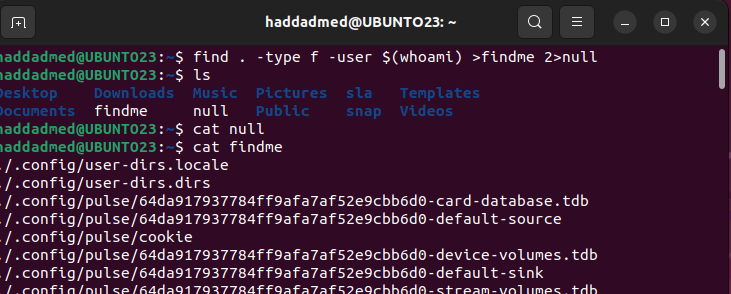 haddadmed@UBUNTO23: ~
haddadmed@UBUNTO23:~$ find . -type f -user $(whoami) >findme 2>null
haddadmed@UBUNTO23:~$ ls
Desktop Downloads Music Pictures sla Templates
Documents findme null Public snap Videos
haddadmed@UBUNTO23:~$ cat null
haddadmed@UBUNTO23:~$ cat findme
./.config/user-dirs.locale
./.config/user-dirs.dirs
./.config/pulse/64da917937784ff9afa7af52e9cbb6d0-card-database.tdb
./.config/pulse/64da917937784ff9afa7af52e9cbb6d0-default-source
./.config/pulse/cookie
./.config/pulse/64da917937784ff9afa7af52e9cbb6d0-device-volumes.tdb
./.config/pulse/64da917937784ff9afa7af52e9cbb6d0-default-sink
./.config/pulse/64da917937784ff9afa7af52e9cbb6d0-stream-volumes.tdb